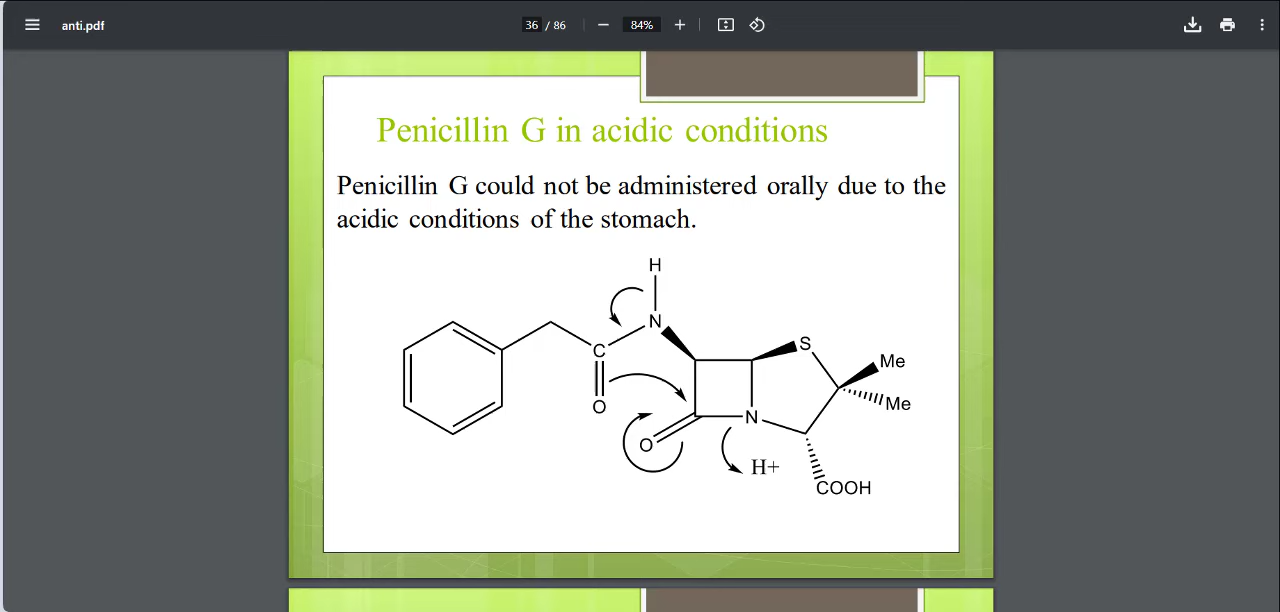 anti.pdf
36 / 86
84%
Penicillin G in acidic conditions
Penicillin G could not be administered orally due to the
acidic conditions of the stomach.
H
N
C
O
S
Me
Me
O
N
H+
COOH